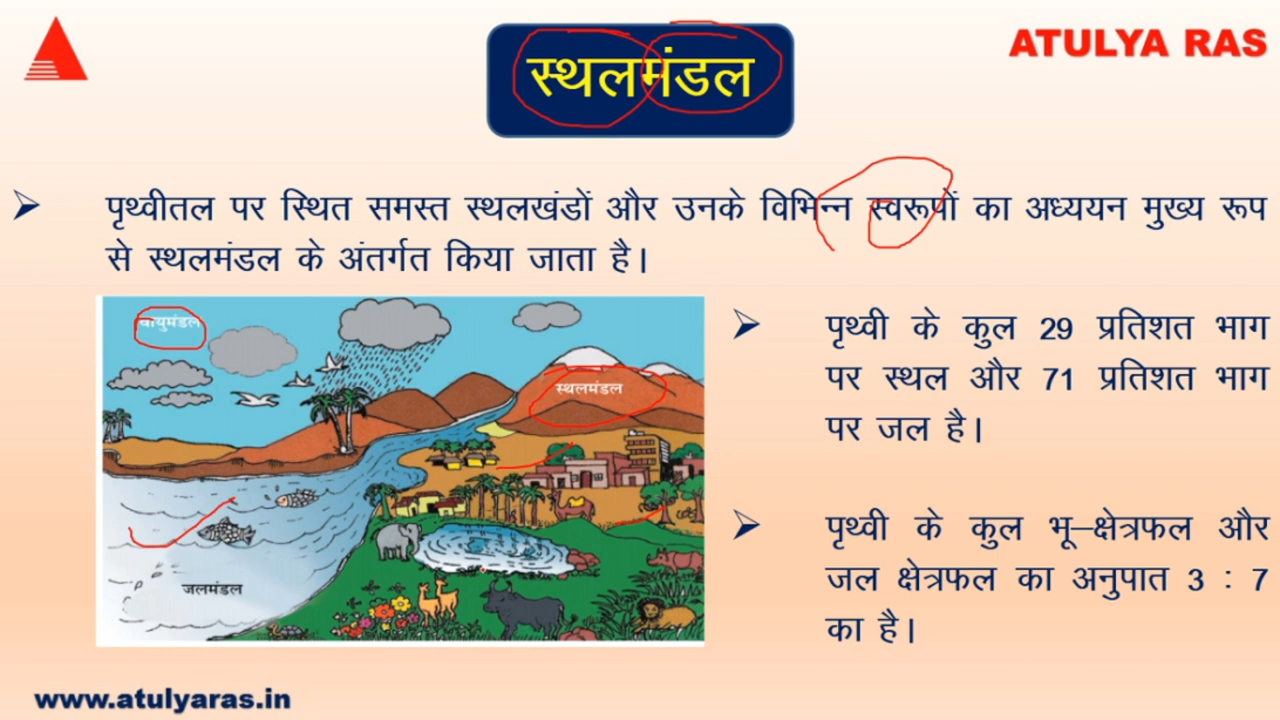 ATULYA RAS
स्थलमंडल
पृथ्वीतल पर स्थित समस्त स्थलखंडों और उनके विभिन्न स्वरूपों का अध्ययन मुख्य रूप
से स्थलमंडल के अंतर्गत किया जाता है।
वायुमंडल
स्थलमंडल
जलमंडल
पृथ्वी के कुल 29 प्रतिशत भाग
पर स्थल और 71 प्रतिशत भाग
पर जल है।
पृथ्वी के कुल भू–क्षेत्रफल और
जल क्षेत्रफल का अनुपात 3 : 7
का है।
www.atulyaras.in